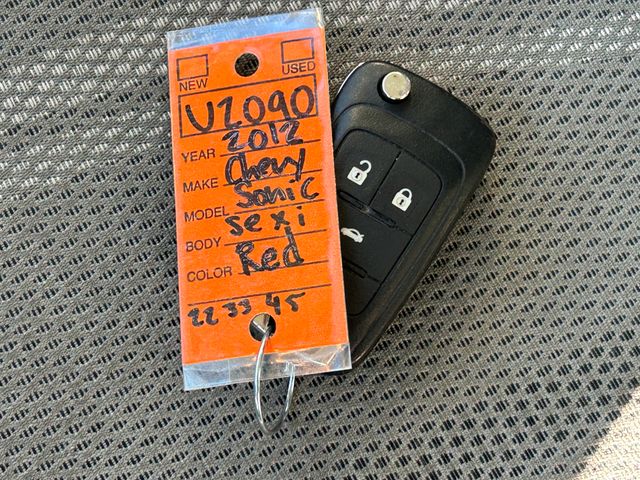 NEW USED
U2090
YEAR 2012
MAKE Chevy
MODEL Sonic
BODY sexi
COLOR Red
22 33 45